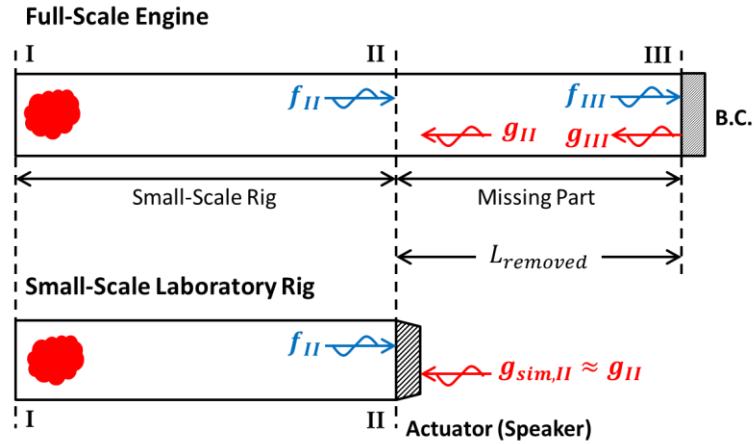 Full-Scale Engine
I II III
f_II f_III
B.C.
g_II g_III
Small-Scale Rig Missing Part
L_removed
Small-Scale Laboratory Rig
f_II
g_sim,II ≈ g_II
I II
Actuator (Speaker)